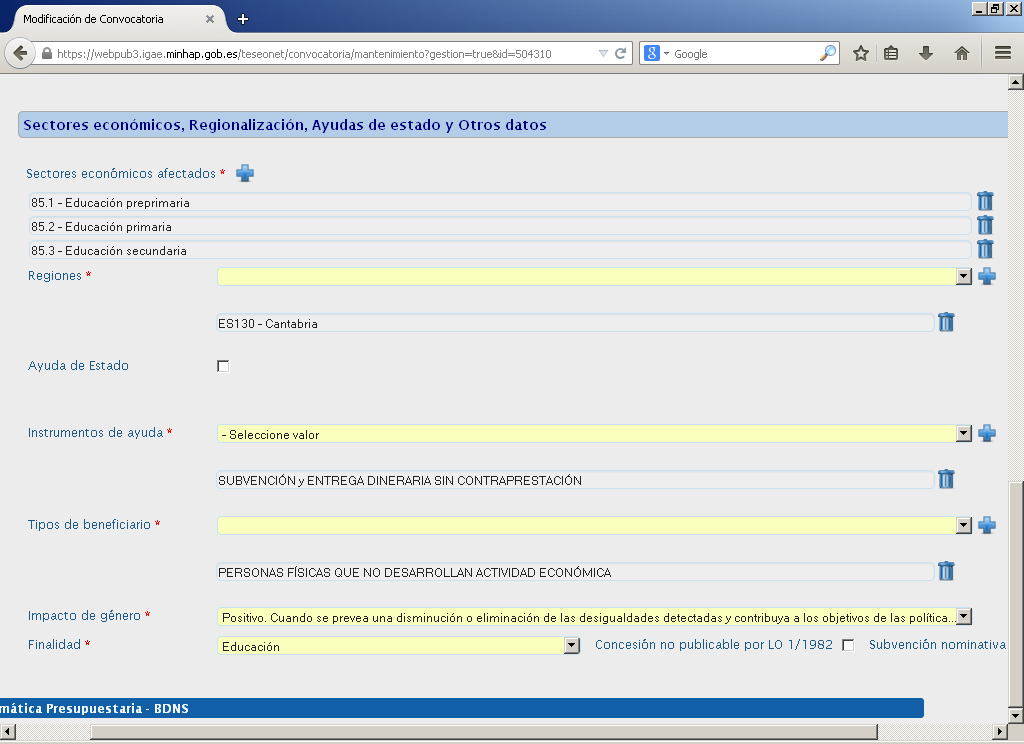 Modificación de Convocatoria
https://webpub3.igae.minhap.gob.es/teseonet/convocatoria/mantenimiento?gestion=true&id=504310
Google
Sectores económicos, Regionalización, Ayudas de estado y Otros datos
Sectores económicos afectados *
85.1 - Educación preprimaria
85.2 - Educación primaria
85.3 - Educación secundaria
Regiones *
ES130 - Cantabria
Ayuda de Estado
Instrumentos de ayuda *
- Seleccione valor
SUBVENCIÓN y ENTREGA DINERARIA SIN CONTRAPRESTACIÓN
Tipos de beneficiario *
PERSONAS FÍSICAS QUE NO DESARROLLAN ACTIVIDAD ECONÓMICA
Impacto de género *
Positivo. Cuando se prevea una disminución o eliminación de las desigualdades detectadas y contribuya a los objetivos de las política...
Finalidad *
Educación
Concesión no publicable por LO 1/1982
Subvención nominativa
mática Presupuestaria - BDNS